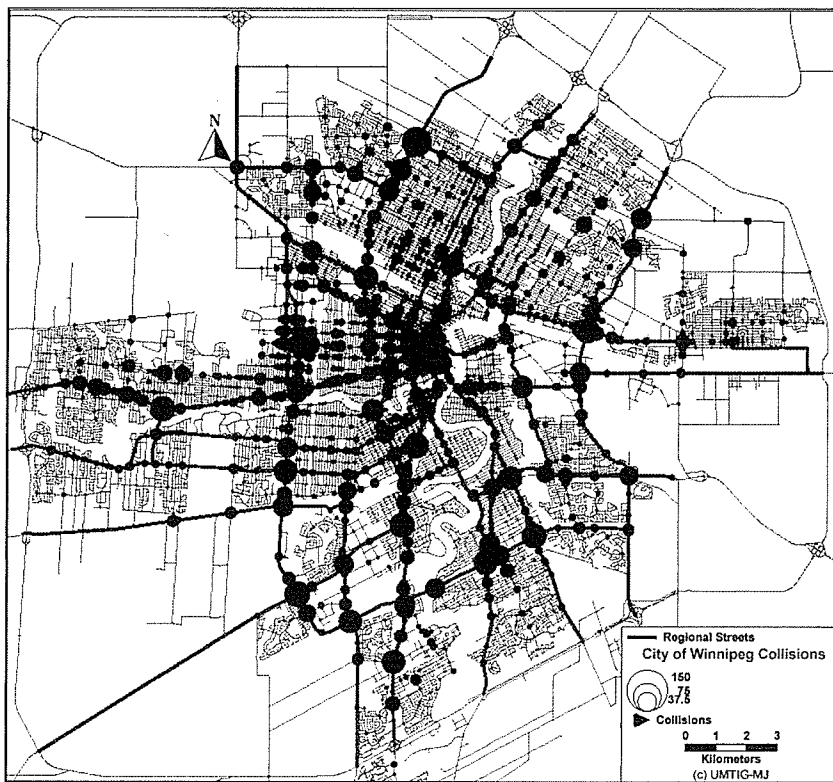 N
Regional Streets
City of Winnipeg Collisions
150
75
37.5
Collisions
0 1 2 3
Kilometers
(c) UMTIG-MJ